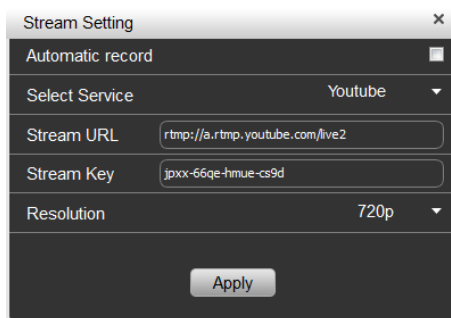 Stream Setting
Automatic record
Select Service Youtube
Stream URL rtmp://a.rtmp.youtube.com/live2
Stream Key jpxx-66qe-hmue-cs9d
Resolution 720p
Apply